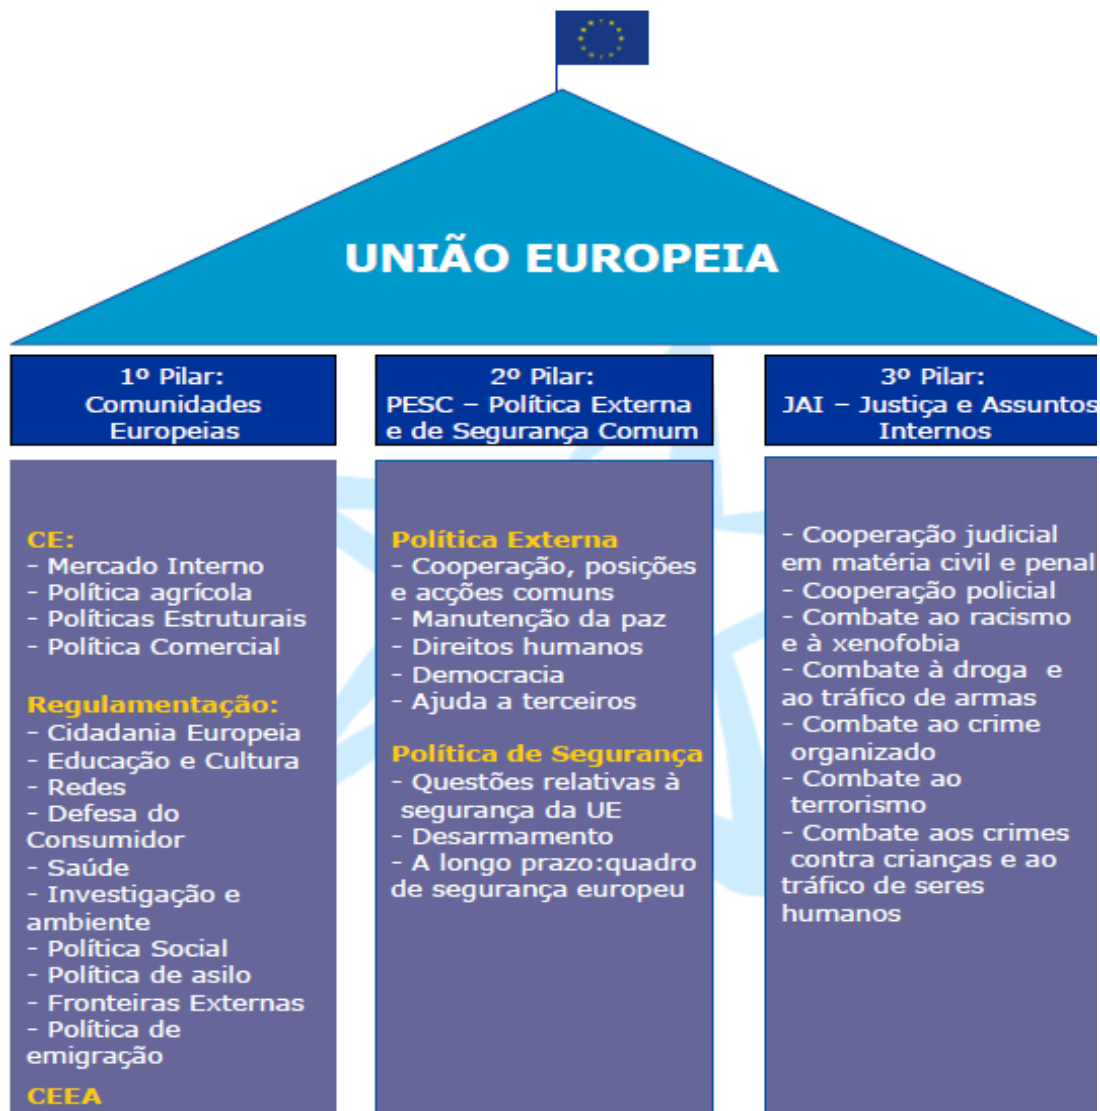 UNIÃO EUROPEIA
1º Pilar:
Comunidades
Europeias
CE:
- Mercado Interno
- Política agrícola
- Políticas Estruturais
- Política Comercial
Regulamentação:
- Cidadania Europeia
- Educação e Cultura
- Redes
- Defesa do
Consumidor
- Saúde
- Investigação e
ambiente
- Política Social
- Política de asilo
- Fronteiras Externas
- Política de
emigração
CEEA
2º Pilar:
PESC – Política Externa
e de Segurança Comum
Política Externa
- Cooperação, posições
e acções comuns
- Manutenção da paz
- Direitos humanos
- Democracia
- Ajuda a terceiros
Política de Segurança
- Questões relativas à
segurança da UE
- Desarmamento
- A longo prazo:quadro
de segurança europeu
3º Pilar:
JAI – Justiça e Assuntos
Internos
- Cooperação judicial
em matéria civil e penal
- Cooperação policial
- Combate ao racismo
e à xenofobia
- Combate à droga e
ao tráfico de armas
- Combate ao crime
organizado
- Combate ao
terrorismo
- Combate aos crimes
contra crianças e ao
tráfico de seres
humanos